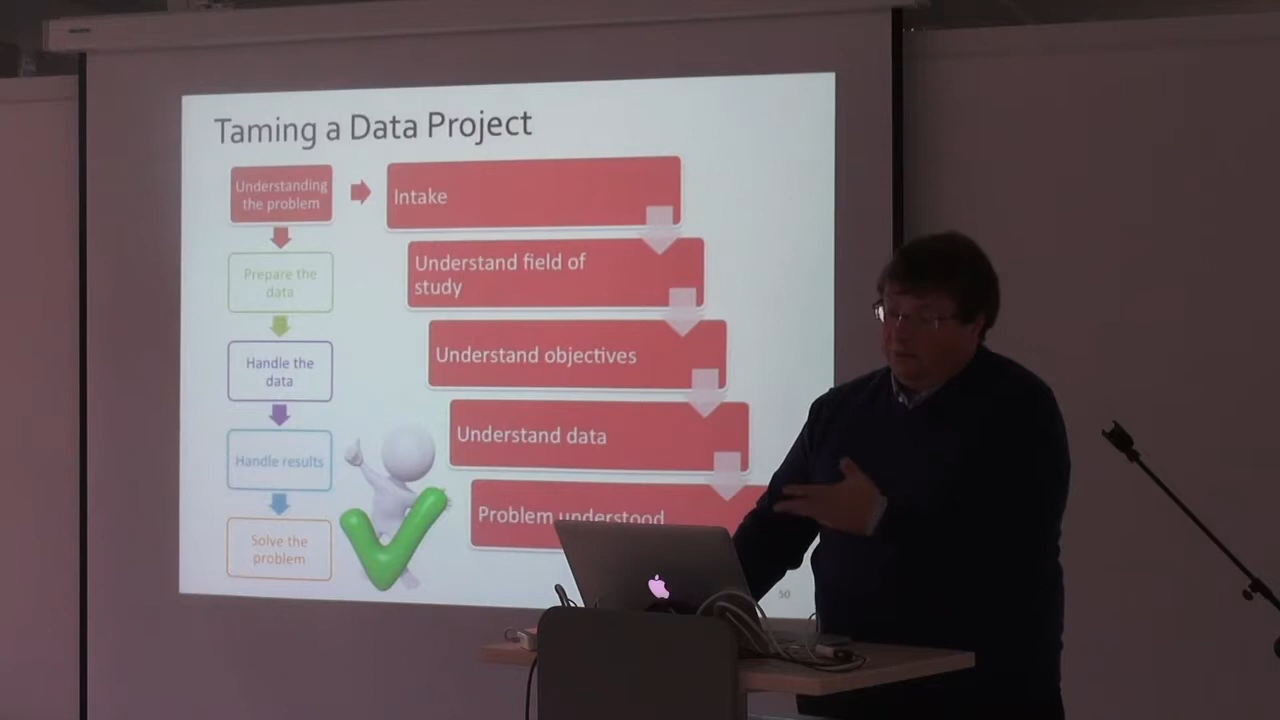 Taming a Data Project
Understanding
the problem
Prepare the
data
Handle the
data
Handle results
Solve the
problem
Intake
Understand field of
study
Understand objectives
Understand data
Problem understood
50